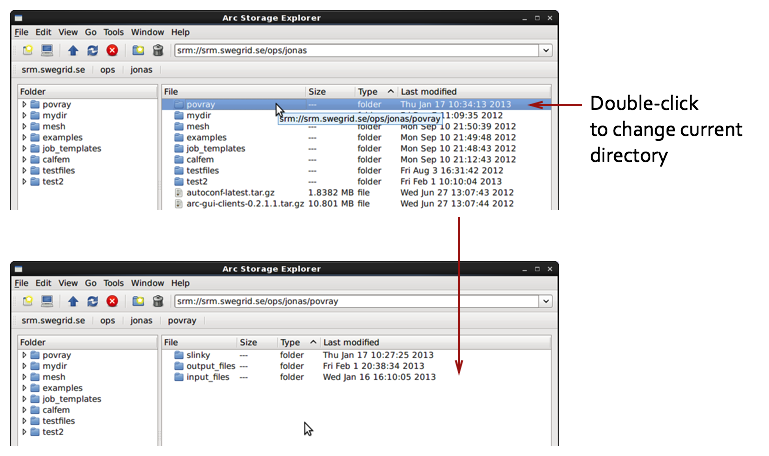 Arc Storage Explorer
File Edit View Go Tools Window Help
srm://srm.swegrid.se/ops/jonas
srm.swegrid.se ops jonas
Folder
povray
mydir
mesh
examples
job_templates
calfem
testfiles
test2
File Size Type Last modified
povray --- folder Thu Jan 17 10:34:13 2013
mydir --- folder 11:09:35 2012
srm://srm.swegrid.se/ops/jonas/povray
mesh --- folder Mon Sep 10 21:50:39 2012
examples --- folder Mon Sep 10 21:49:48 2012
job_templates --- folder Mon Sep 10 21:48:43 2012
calfem --- folder Mon Sep 10 21:12:43 2012
testfiles --- folder Fri Aug 3 16:31:42 2012
test2 --- folder Fri Feb 1 10:10:04 2013
autoconf-latest.tar.gz 1.8382 MB file Wed Jun 27 13:07:43 2012
arc-gui-clients-0.2.1.1.tar.gz 10.801 MB file Wed Jun 27 13:07:44 2012
Double-click
to change current
directory
Arc Storage Explorer
File Edit View Go Tools Window Help
srm://srm.swegrid.se/ops/jonas/povray
srm.swegrid.se ops jonas povray
Folder
povray
mydir
mesh
examples
job_templates
calfem
testfiles
test2
File Size Type Last modified
slinky --- folder Thu Jan 17 10:27:25 2013
output_files --- folder Fri Feb 1 20:38:34 2013
input_files --- folder Wed Jan 16 16:10:05 2013